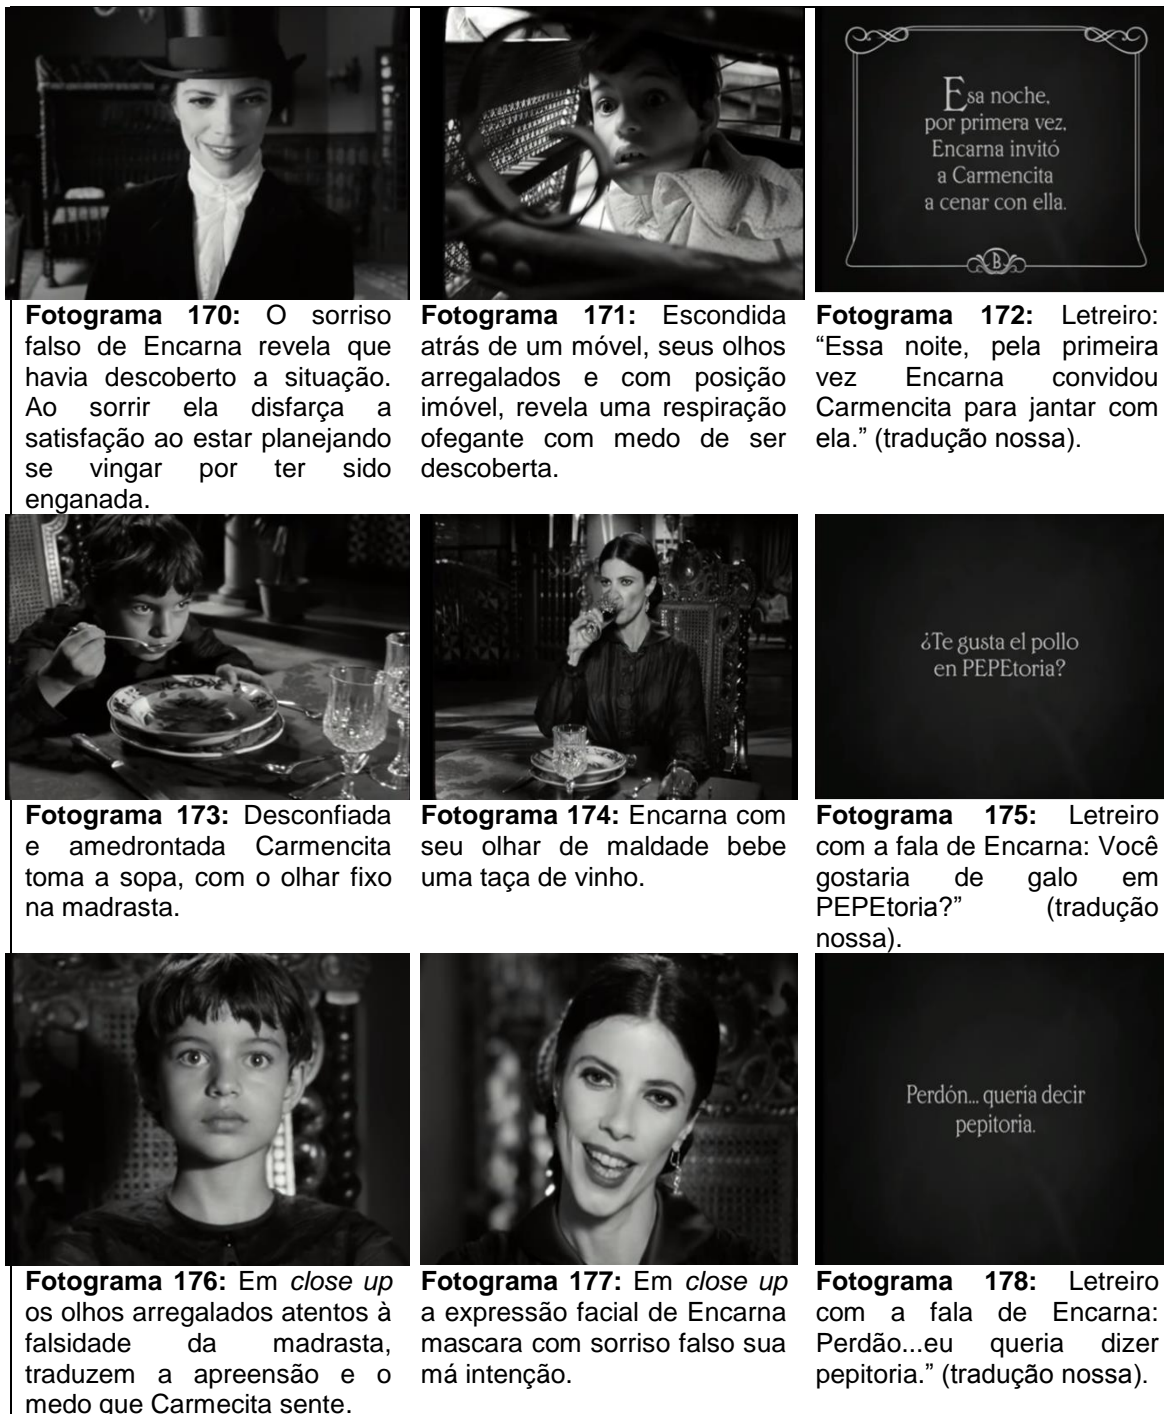 Esa noche,
por primera vez,
Encarna invitó
a Carmencita
a cenar con ella.
B
Fotograma 170: O sorriso
falso de Encarna revela que
havia descoberto a situação.
Ao sorrir ela disfarça a
satisfação ao estar planejando
se vingar por ter sido
enganada.
Fotograma 171: Escondida
atrás de um móvel, seus olhos
arregalados e com posição
imóvel, revela uma respiração
ofegante com medo de ser
descoberta.
Fotograma 172: Letreiro:
“Essa noite, pela primeira
vez Encarna convidou
Carmencita para jantar com
ela.” (tradução nossa).
¿Te gusta el pollo
en PEPEtoria?
Fotograma 173: Desconfiada
e amedrontada Carmencita
toma a sopa, com o olhar fixo
na madrasta.
Fotograma 174: Encarna com
seu olhar de maldade bebe
uma taça de vinho.
Fotograma 175: Letreiro
com a fala de Encarna: Você
gostaria de galo em
PEPEtoria?” (tradução
nossa).
Perdón... quería decir
pepitoria.
Fotograma 176: Em close up
os olhos arregalados atentos à
falsidade da madrasta,
traduzem a apreensão e o
medo que Carmecita sente.
Fotograma 177: Em close up
a expressão facial de Encarna
mascara com sorriso falso sua
má intenção.
Fotograma 178: Letreiro
com a fala de Encarna:
Perdão...eu queria dizer
pepitoria.” (tradução nossa).